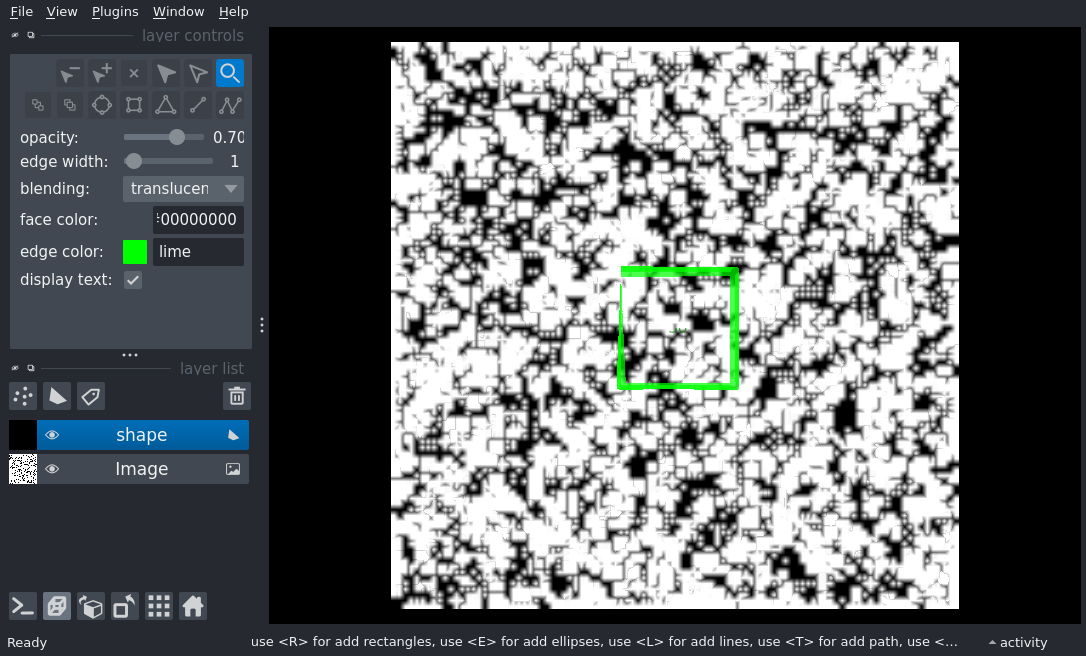 File View Plugins Window Help
layer controls
opacity: 0.70
edge width: 1
blending: translucen
face color: 00000000
edge color: lime
display text:
layer list
shape
Image
Ready use <R> for add rectangles, use <E> for add ellipses, use <L> for add lines, use <T> for add path, use <... activity